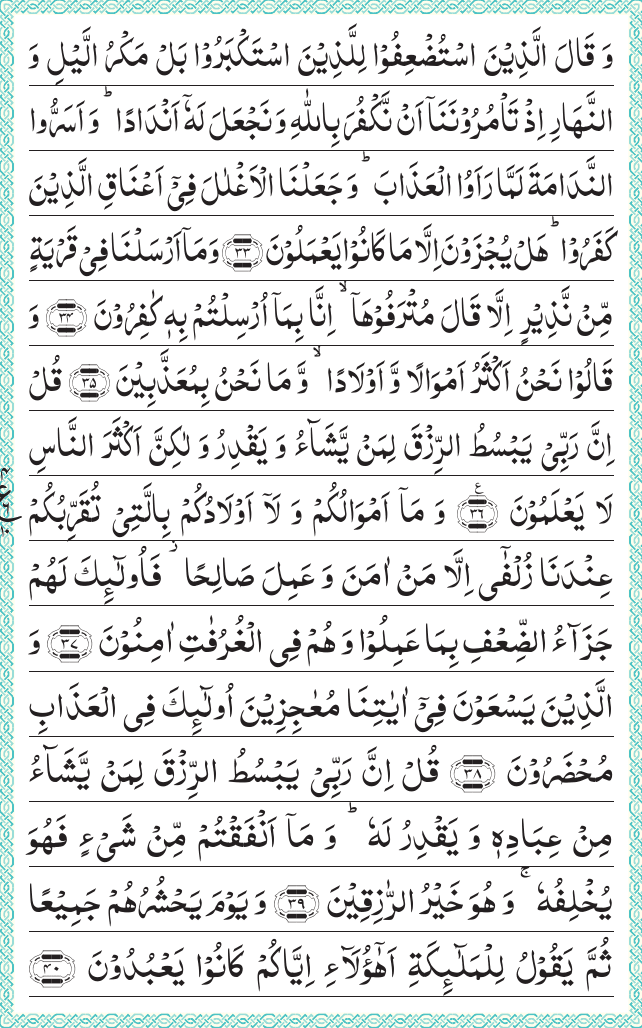 وَ قَالَ الَّذِيۡنَ اسۡتُضۡعِفُوۡا لِلَّذِيۡنَ اسۡتَكۡبَرُوۡا بَلۡ مَكۡرُ الَّيۡلِ وَ
النَّهَارِ اِذۡ تَاۡمُرُوۡنَنَاۤ اَنۡ نَّكۡفُرَ بِاللّٰهِ وَ نَجۡعَلَ لَهٗۤ اَنۡدَادًا ؕ وَ اَسَرُّوا
النَّدَامَةَ لَمَّا رَاَوُا الۡعَذَابَ ؕ وَ جَعَلۡنَا الۡاَغۡلٰلَ فِىۡۤ اَعۡنَاقِ الَّذِيۡنَ
كَفَرُوۡا ؕ هَلۡ يُجۡزَوۡنَ اِلَّا مَا كَانُوۡا يَعۡمَلُوۡنَ ﴿۳۳﴾ وَ مَاۤ اَرۡسَلۡنَا فِىۡ قَرۡيَةٍ
مِّنۡ نَّذِيۡرٍ اِلَّا قَالَ مُتۡرَفُوۡهَاۤ ۙ اِنَّا بِمَاۤ اُرۡسِلۡتُمۡ بِهٖ كٰفِرُوۡنَ ﴿۳۴﴾ وَ
قَالُوۡا نَحۡنُ اَكۡثَرُ اَمۡوَالًا وَّ اَوۡلَادًا ۙ وَّ مَا نَحۡنُ بِمُعَذَّبِيۡنَ ﴿۳۵﴾ قُلۡ
اِنَّ رَبِّىۡ يَبۡسُطُ الرِّزۡقَ لِمَنۡ يَّشَآءُ وَ يَقۡدِرُ وَ لٰكِنَّ اَكۡثَرَ النَّاسِ
لَا يَعۡلَمُوۡنَ ﴿۳۶﴾ وَ مَاۤ اَمۡوَالُكُمۡ وَ لَاۤ اَوۡلَادُكُمۡ بِالَّتِىۡ تُقَرِّبُكُمۡ
عِنۡدَنَا زُلۡفٰٓى اِلَّا مَنۡ اٰمَنَ وَ عَمِلَ صَالِحًا ۫ فَاُولٰٓئِكَ لَهُمۡ
جَزَآءُ الضِّعۡفِ بِمَا عَمِلُوۡا وَ هُمۡ فِى الۡغُرُفٰتِ اٰمِنُوۡنَ ﴿۳۷﴾ وَ
الَّذِيۡنَ يَسۡعَوۡنَ فِىۡۤ اٰيٰتِنَا مُعٰجِزِيۡنَ اُولٰٓئِكَ فِى الۡعَذَابِ
مُحۡضَرُوۡنَ ﴿۳۸﴾ قُلۡ اِنَّ رَبِّىۡ يَبۡسُطُ الرِّزۡقَ لِمَنۡ يَّشَآءُ
مِنۡ عِبَادِهٖ وَ يَقۡدِرُ لَهٗ ؕ وَ مَاۤ اَنۡفَقۡتُمۡ مِّنۡ شَىۡءٍ فَهُوَ
يُخۡلِفُهٗ ۚ وَ هُوَ خَيۡرُ الرّٰزِقِيۡنَ ﴿۳۹﴾ وَ يَوۡمَ يَحۡشُرُهُمۡ جَمِيۡعًا
ثُمَّ يَقُوۡلُ لِلۡمَلٰٓئِكَةِ اَهٰٓؤُلَآءِ اِيَّاكُمۡ كَانُوۡا يَعۡبُدُوۡنَ ﴿۴۰﴾